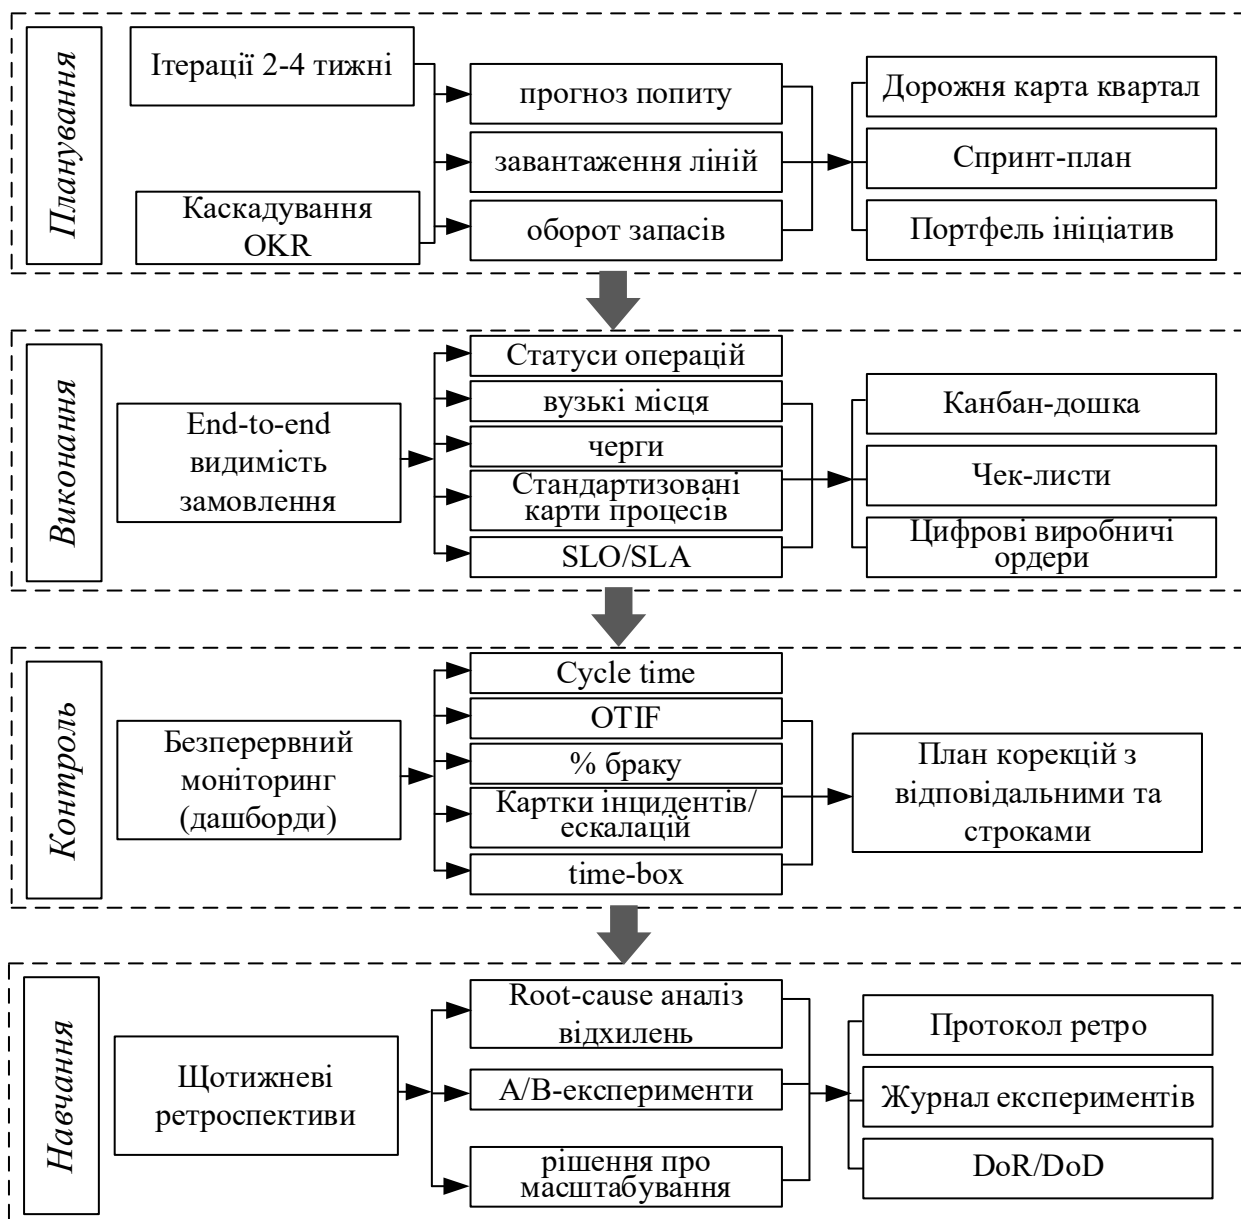 Планування
Ітерації 2-4 тижні
Каскадування
OKR
прогноз попиту
завантаження ліній
оборот запасів
Дорожня карта квартал
Спринт-план
Портфель ініціатив
Виконання
End-to-end
видимість
замовлення
Статуси операцій
вузькі місця
черги
Стандартизовані
карти процесів
SLO/SLA
Канбан-дошка
Чек-листи
Цифрові виробничі
ордери
Контроль
Безперервний
моніторинг
(дашборди)
Cycle time
OTIF
% браку
Картки інцидентів/
ескалацій
time-box
План корекцій з
відповідальними та
строками
Навчання
Щотижневі
ретроспективи
Root-cause аналіз
відхилень
A/B-експерименти
рішення про
масштабування
Протокол ретро
Журнал експериментів
DoR/DoD